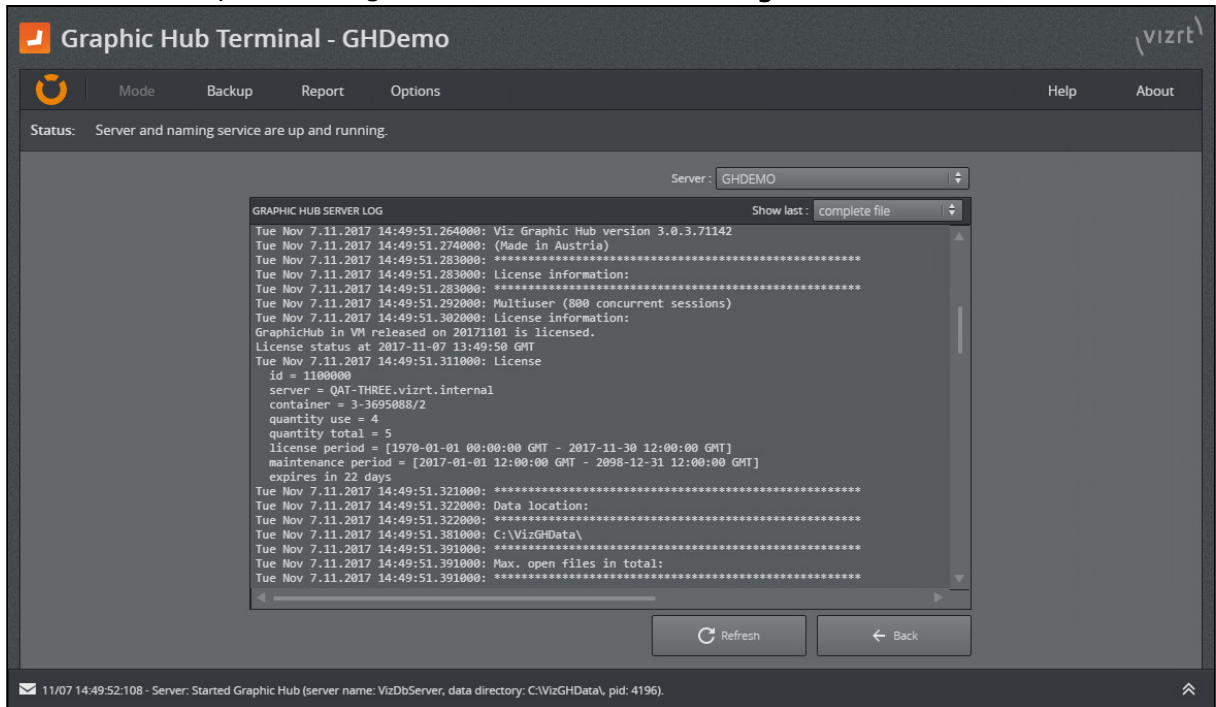 Graphic Hub Terminal - GHDemo
vizrt
Mode Backup Report Options Help About
Status: Server and naming service are up and running.
Server : GHDEMO
GRAPHIC HUB SERVER LOG Show last : complete file
Tue Nov 7.11.2017 14:49:51.264000: Viz Graphic Hub version 3.0.3.71142
Tue Nov 7.11.2017 14:49:51.274000: (Made in Austria)
Tue Nov 7.11.2017 14:49:51.283000: ******************************************************
Tue Nov 7.11.2017 14:49:51.283000: License information:
Tue Nov 7.11.2017 14:49:51.283000: ******************************************************
Tue Nov 7.11.2017 14:49:51.292000: Multiuser (800 concurrent sessions)
Tue Nov 7.11.2017 14:49:51.302000: License information:
GraphicHub in VM released on 20171101 is licensed.
License status at 2017-11-07 13:49:50 GMT
Tue Nov 7.11.2017 14:49:51.311000: License
id = 1100000
server = QAT-THREE.vizrt.internal
container = 3-3695088/2
quantity use = 4
quantity total = 5
license period = [1970-01-01 00:00:00 GMT - 2017-11-30 12:00:00 GMT]
maintenance period = [2017-01-01 12:00:00 GMT - 2098-12-31 12:00:00 GMT]
expires in 22 days
Tue Nov 7.11.2017 14:49:51.321000: ******************************************************
Tue Nov 7.11.2017 14:49:51.322000: Data location:
Tue Nov 7.11.2017 14:49:51.322000: ******************************************************
Tue Nov 7.11.2017 14:49:51.381000: C:\VizGHData\
Tue Nov 7.11.2017 14:49:51.391000: ******************************************************
Tue Nov 7.11.2017 14:49:51.391000: Max. open files in total:
Tue Nov 7.11.2017 14:49:51.391000: ******************************************************
Refresh Back
11/07 14:49:52:108 - Server: Started Graphic Hub (server name: VizDbServer, data directory: C:\VizGHData\, pid: 4196).